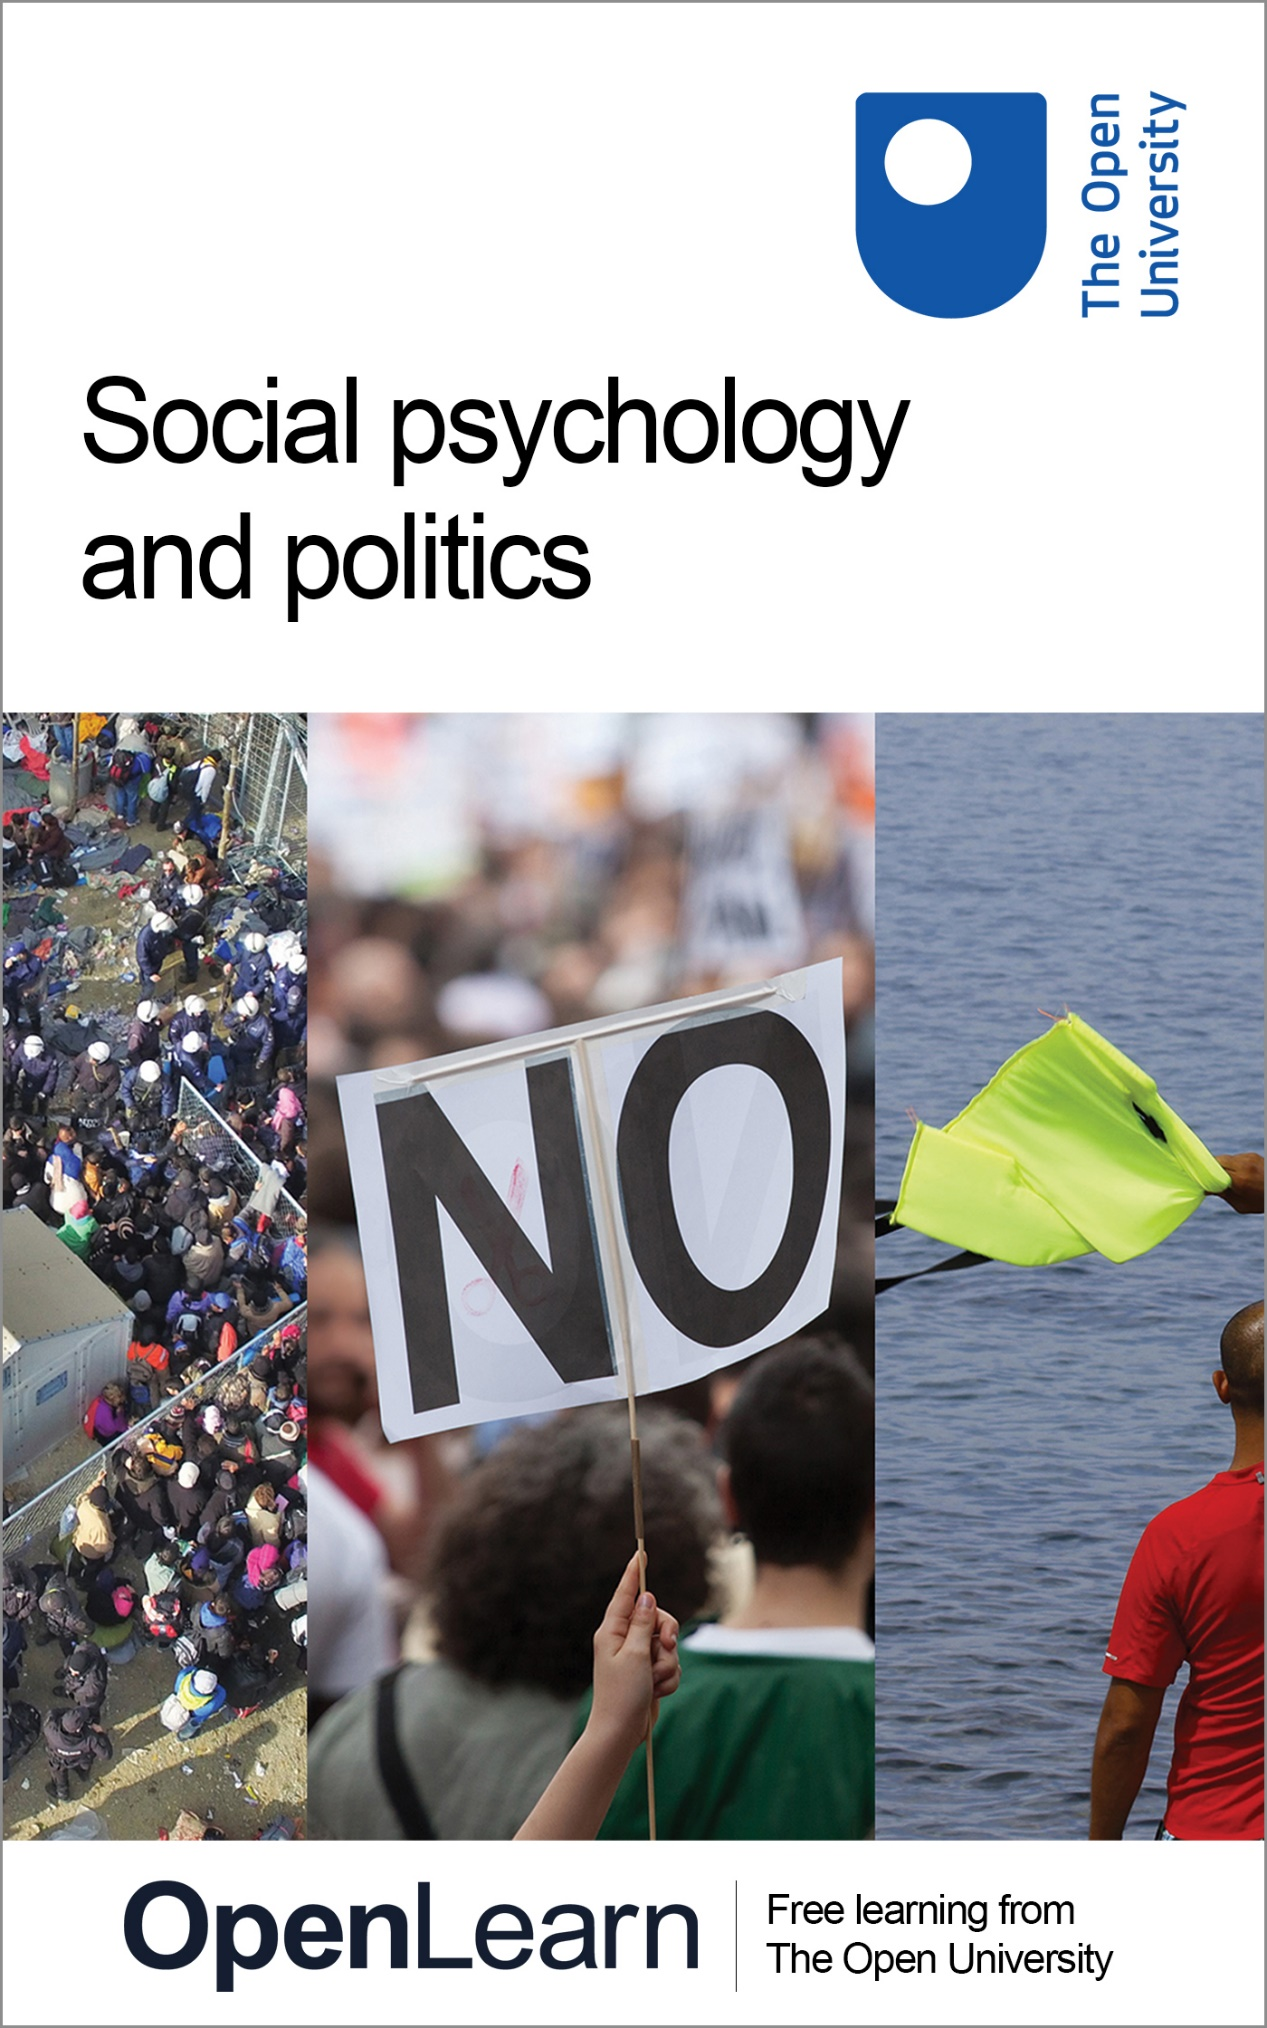 The Open
University
Social psychology
and politics
NO
OpenLearn
Free learning from
The Open University